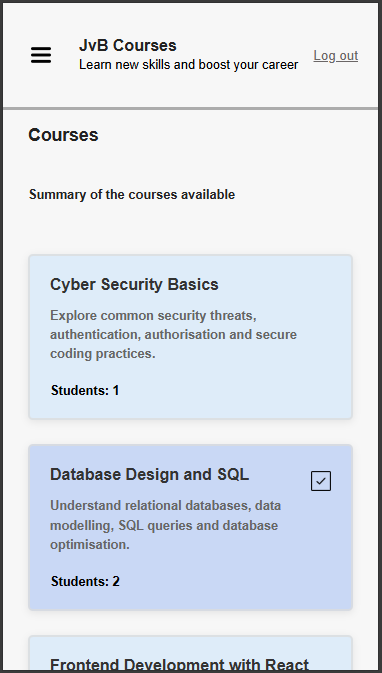 JvB Courses
Learn new skills and boost your career
Log out
Courses
Summary of the courses available
Cyber Security Basics
Explore common security threats,
authentication, authorisation and secure
coding practices.
Students: 1
Database Design and SQL
Understand relational databases, data
modelling, SQL queries and database
optimisation.
Students: 2
Frontend Development with React